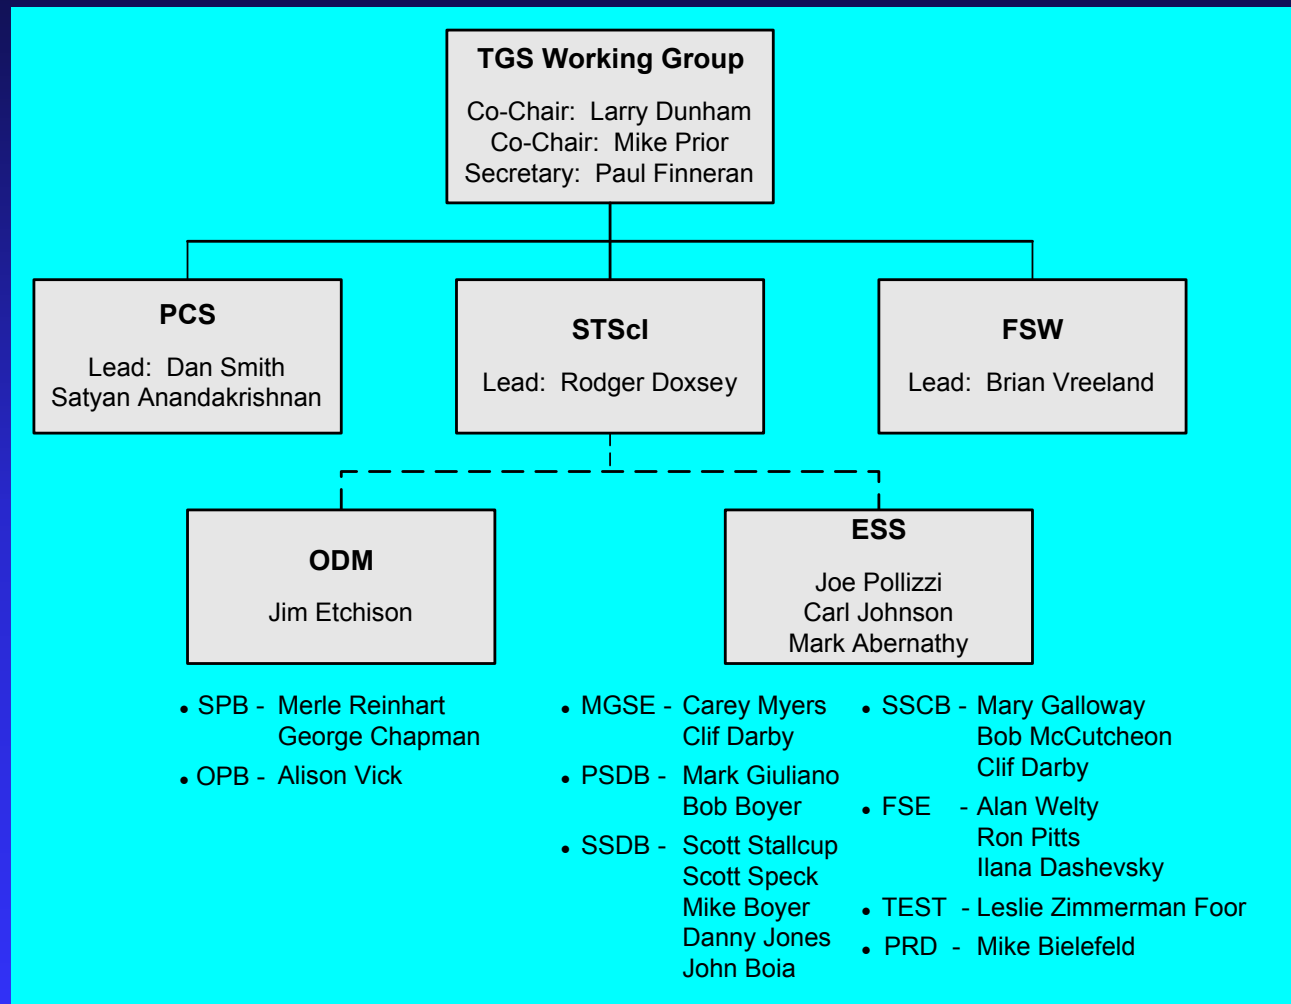 TGS Working Group
Co-Chair: Larry Dunham
Co-Chair: Mike Prior
Secretary: Paul Finneran
PCS
Lead: Dan Smith
Satyan Anandakrishnan
STScI
Lead: Rodger Doxsey
FSW
Lead: Brian Vreeland
ODM
Jim Etchison
ESS
Joe Pollizzi
Carl Johnson
Mark Abernathy
• SPB - Merle Reinhart
George Chapman
• OPB - Alison Vick
• MGSE - Carey Myers
Clif Darby
• PSDB - Mark Giuliano
Bob Boyer
• SSDB - Scott Stallcup
Scott Speck
Mike Boyer
Danny Jones
John Boia
• SSCB - Mary Galloway
Bob McCutcheon
Clif Darby
• FSE - Alan Welty
Ron Pitts
Ilana Dashevsky
• TEST - Leslie Zimmerman Foor
• PRD - Mike Bielefeld